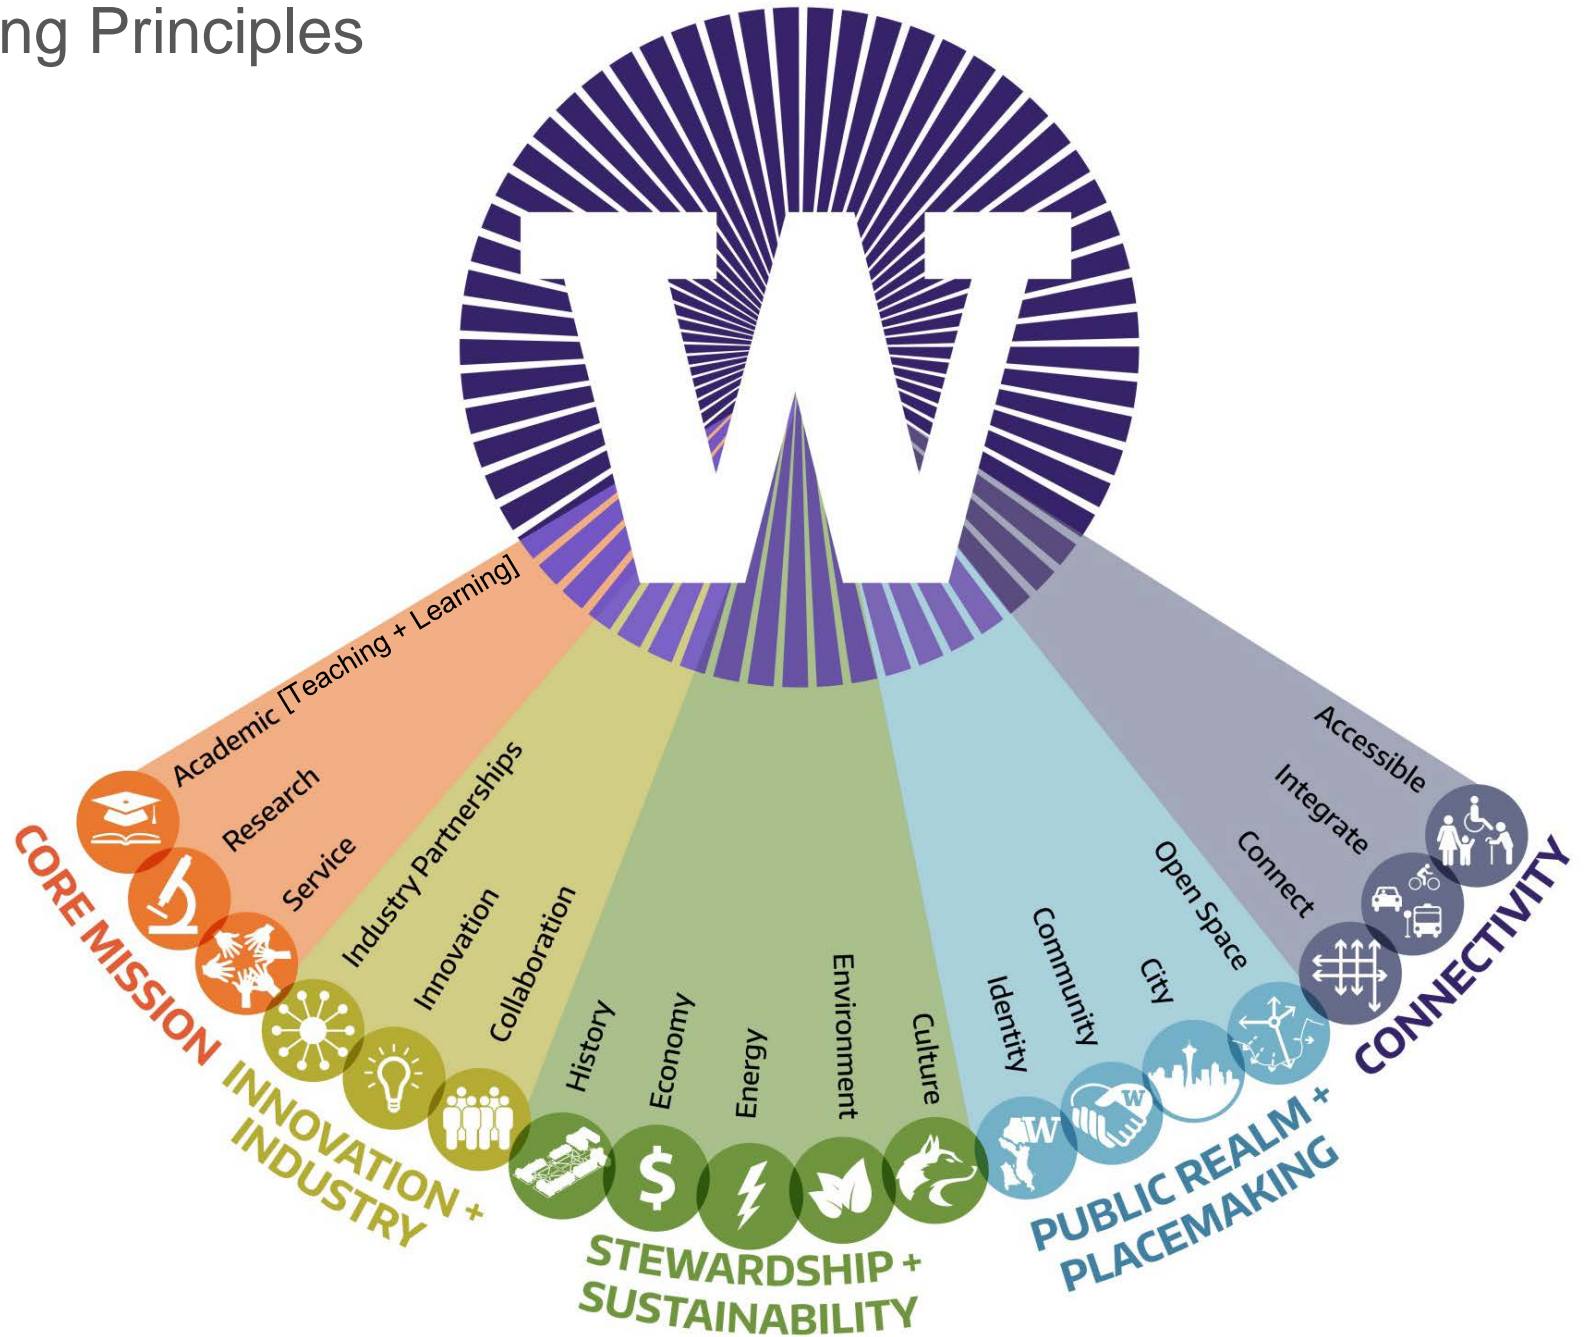 ng Principles
W
Academic [Teaching + Learning]
Research
Service
CORE MISSION
Industry Partnerships
Innovation
Collaboration
INNOVATION +
INDUSTRY
History
Economy
Energy
Environment
Culture
$
STEWARDSHIP +
SUSTAINABILITY
Identity
Community
City
Open Space
W
W
PUBLIC REALM +
PLACEMAKING
Connect
Integrate
Accessible
CONNECTIVITY